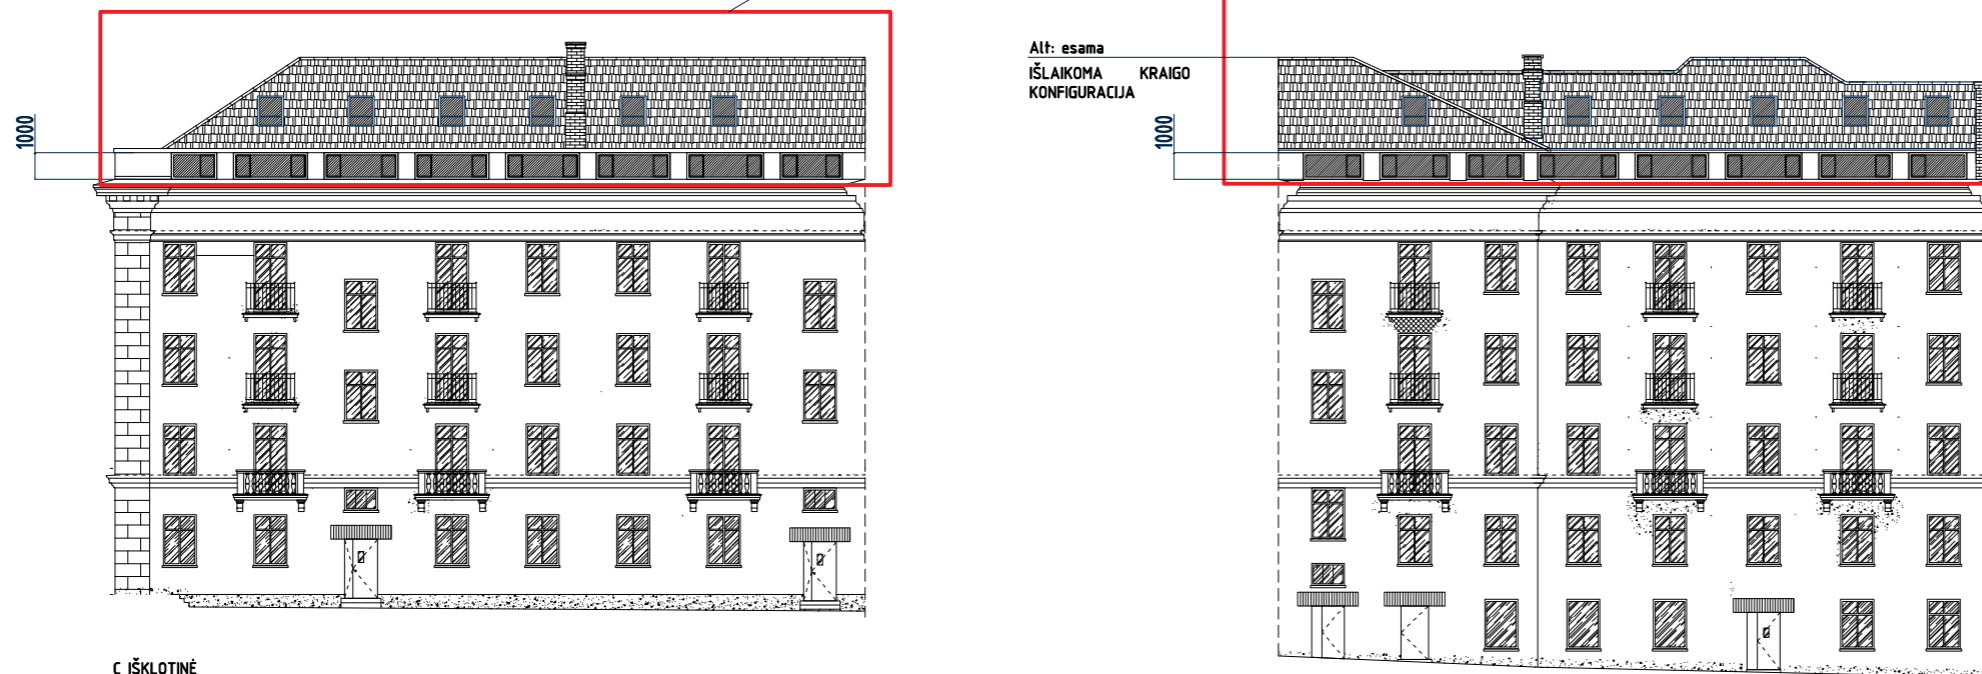 1000
C IŠKLOTINĖ
Alt: esama
IŠLAIKOMA KRAIGO
KONFIGURACIJA
1000